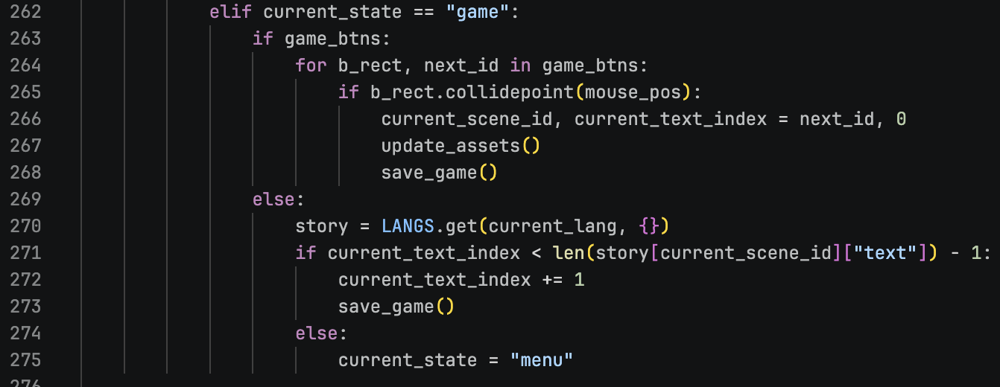 262 elif current_state == "game":
263 if game_btns:
264 for b_rect, next_id in game_btns:
265 if b_rect.collidepoint(mouse_pos):
266 current_scene_id, current_text_index = next_id, 0
267 update_assets()
268 save_game()
269 else:
270 story = LANGS.get(current_lang, {})
271 if current_text_index < len(story[current_scene_id]["text"]) - 1:
272 current_text_index += 1
273 save_game()
274 else:
275 current_state = "menu"
276